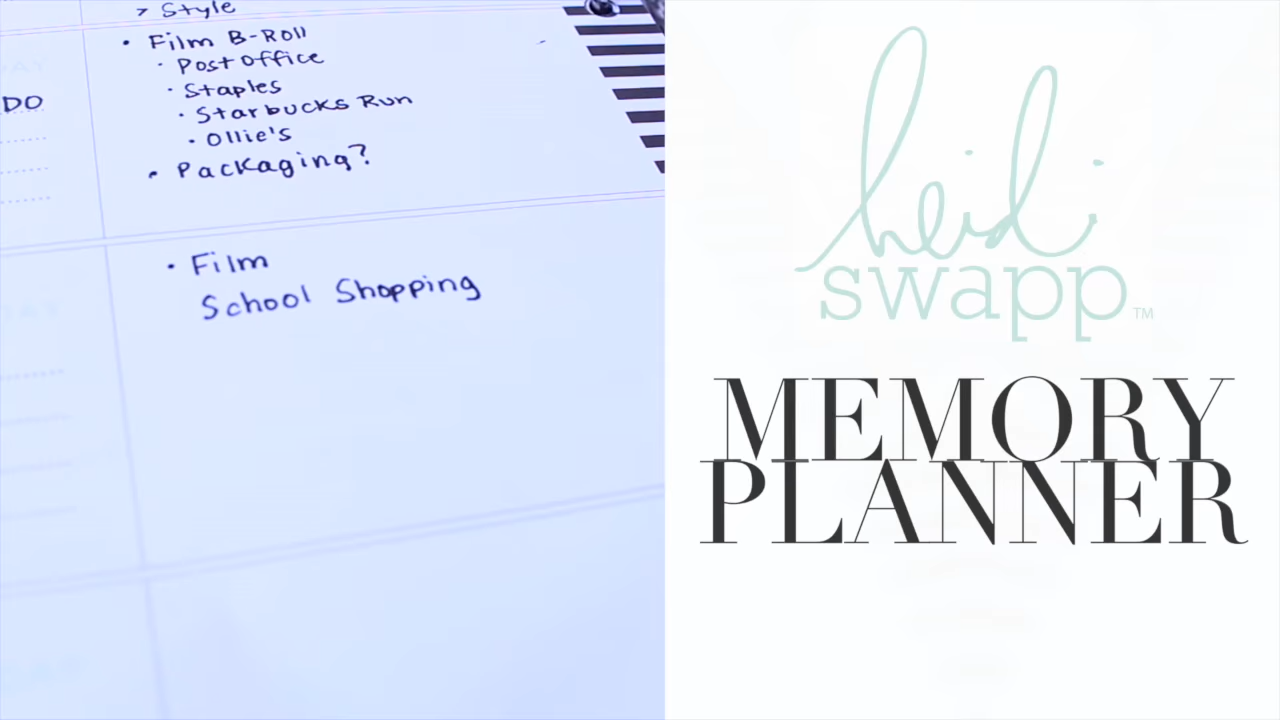 > Style
• Film B-Roll
• Post Office
• Staples
• Starbucks Run
• Ollie's
• Packaging?
DO
• Film
School Shopping
heidi
swapp™
MEMORY
PLANNER